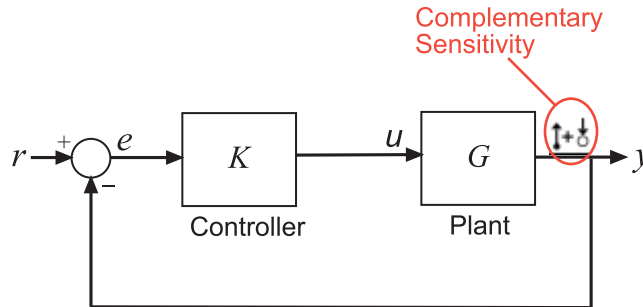 Complementary
Sensitivity
r
+
e
−
K
u
G
+
y
Controller
Plant